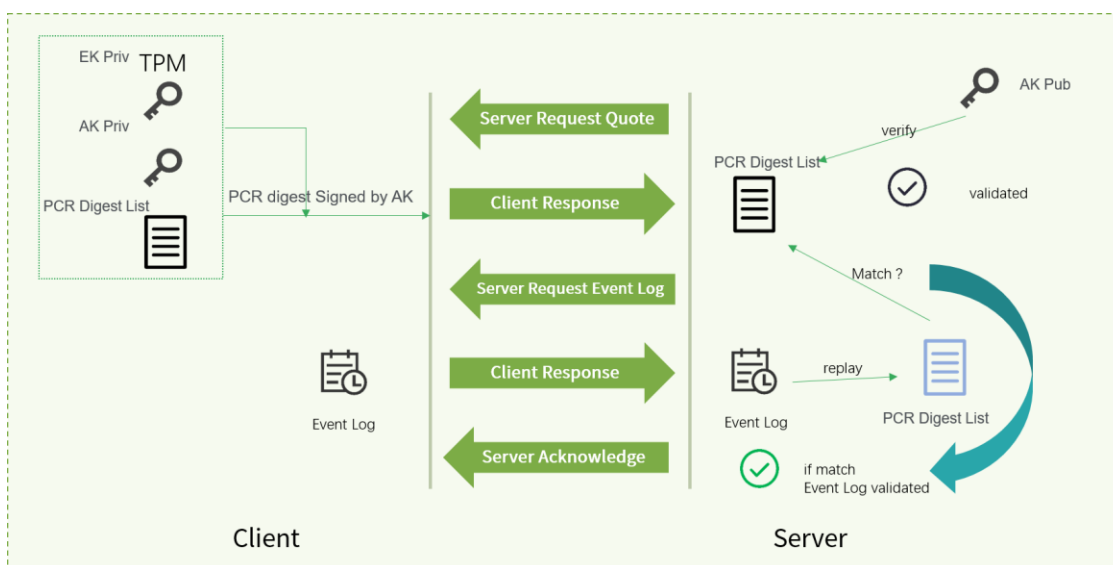 EK Priv
TPM
AK Priv
PCR Digest List
PCR digest Signed by AK
Event Log
Server Request Quote
Client Response
Server Request Event Log
Client Response
Server Acknowledge
AK Pub
verify
PCR Digest List
validated
Match ?
replay
Event Log
PCR Digest List
if match
Event Log validated
Client
Server